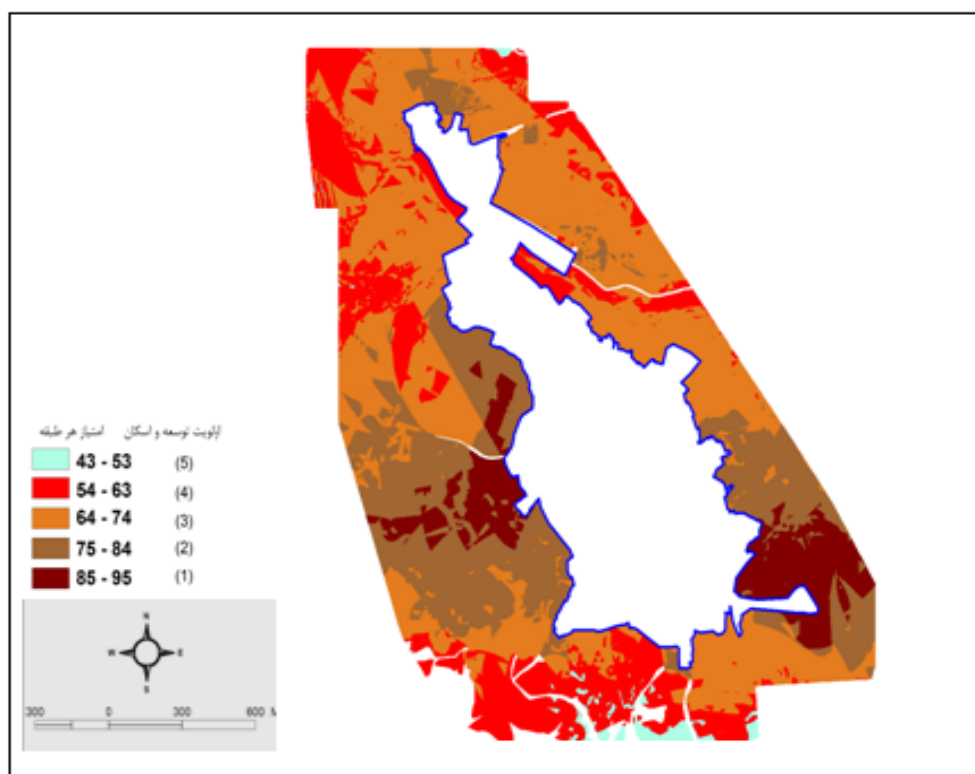 اولویت توسعه و اسکان امتیاز هر طبقه
43 - 53 (5)
54 - 63 (4)
64 - 74 (3)
75 - 84 (2)
85 - 95 (1)
N
W E
S
300 0 300 600 M